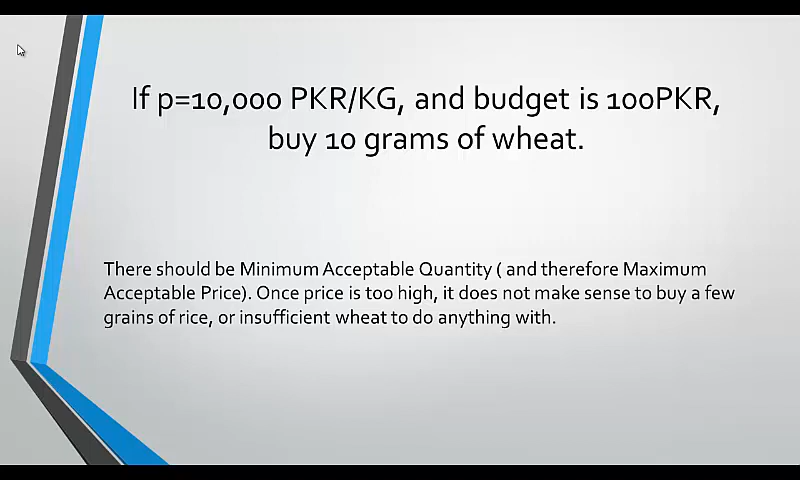 If p=10,000 PKR/KG, and budget is 100PKR,
buy 10 grams of wheat.
There should be Minimum Acceptable Quantity ( and therefore Maximum
Acceptable Price). Once price is too high, it does not make sense to buy a few
grains of rice, or insufficient wheat to do anything with.